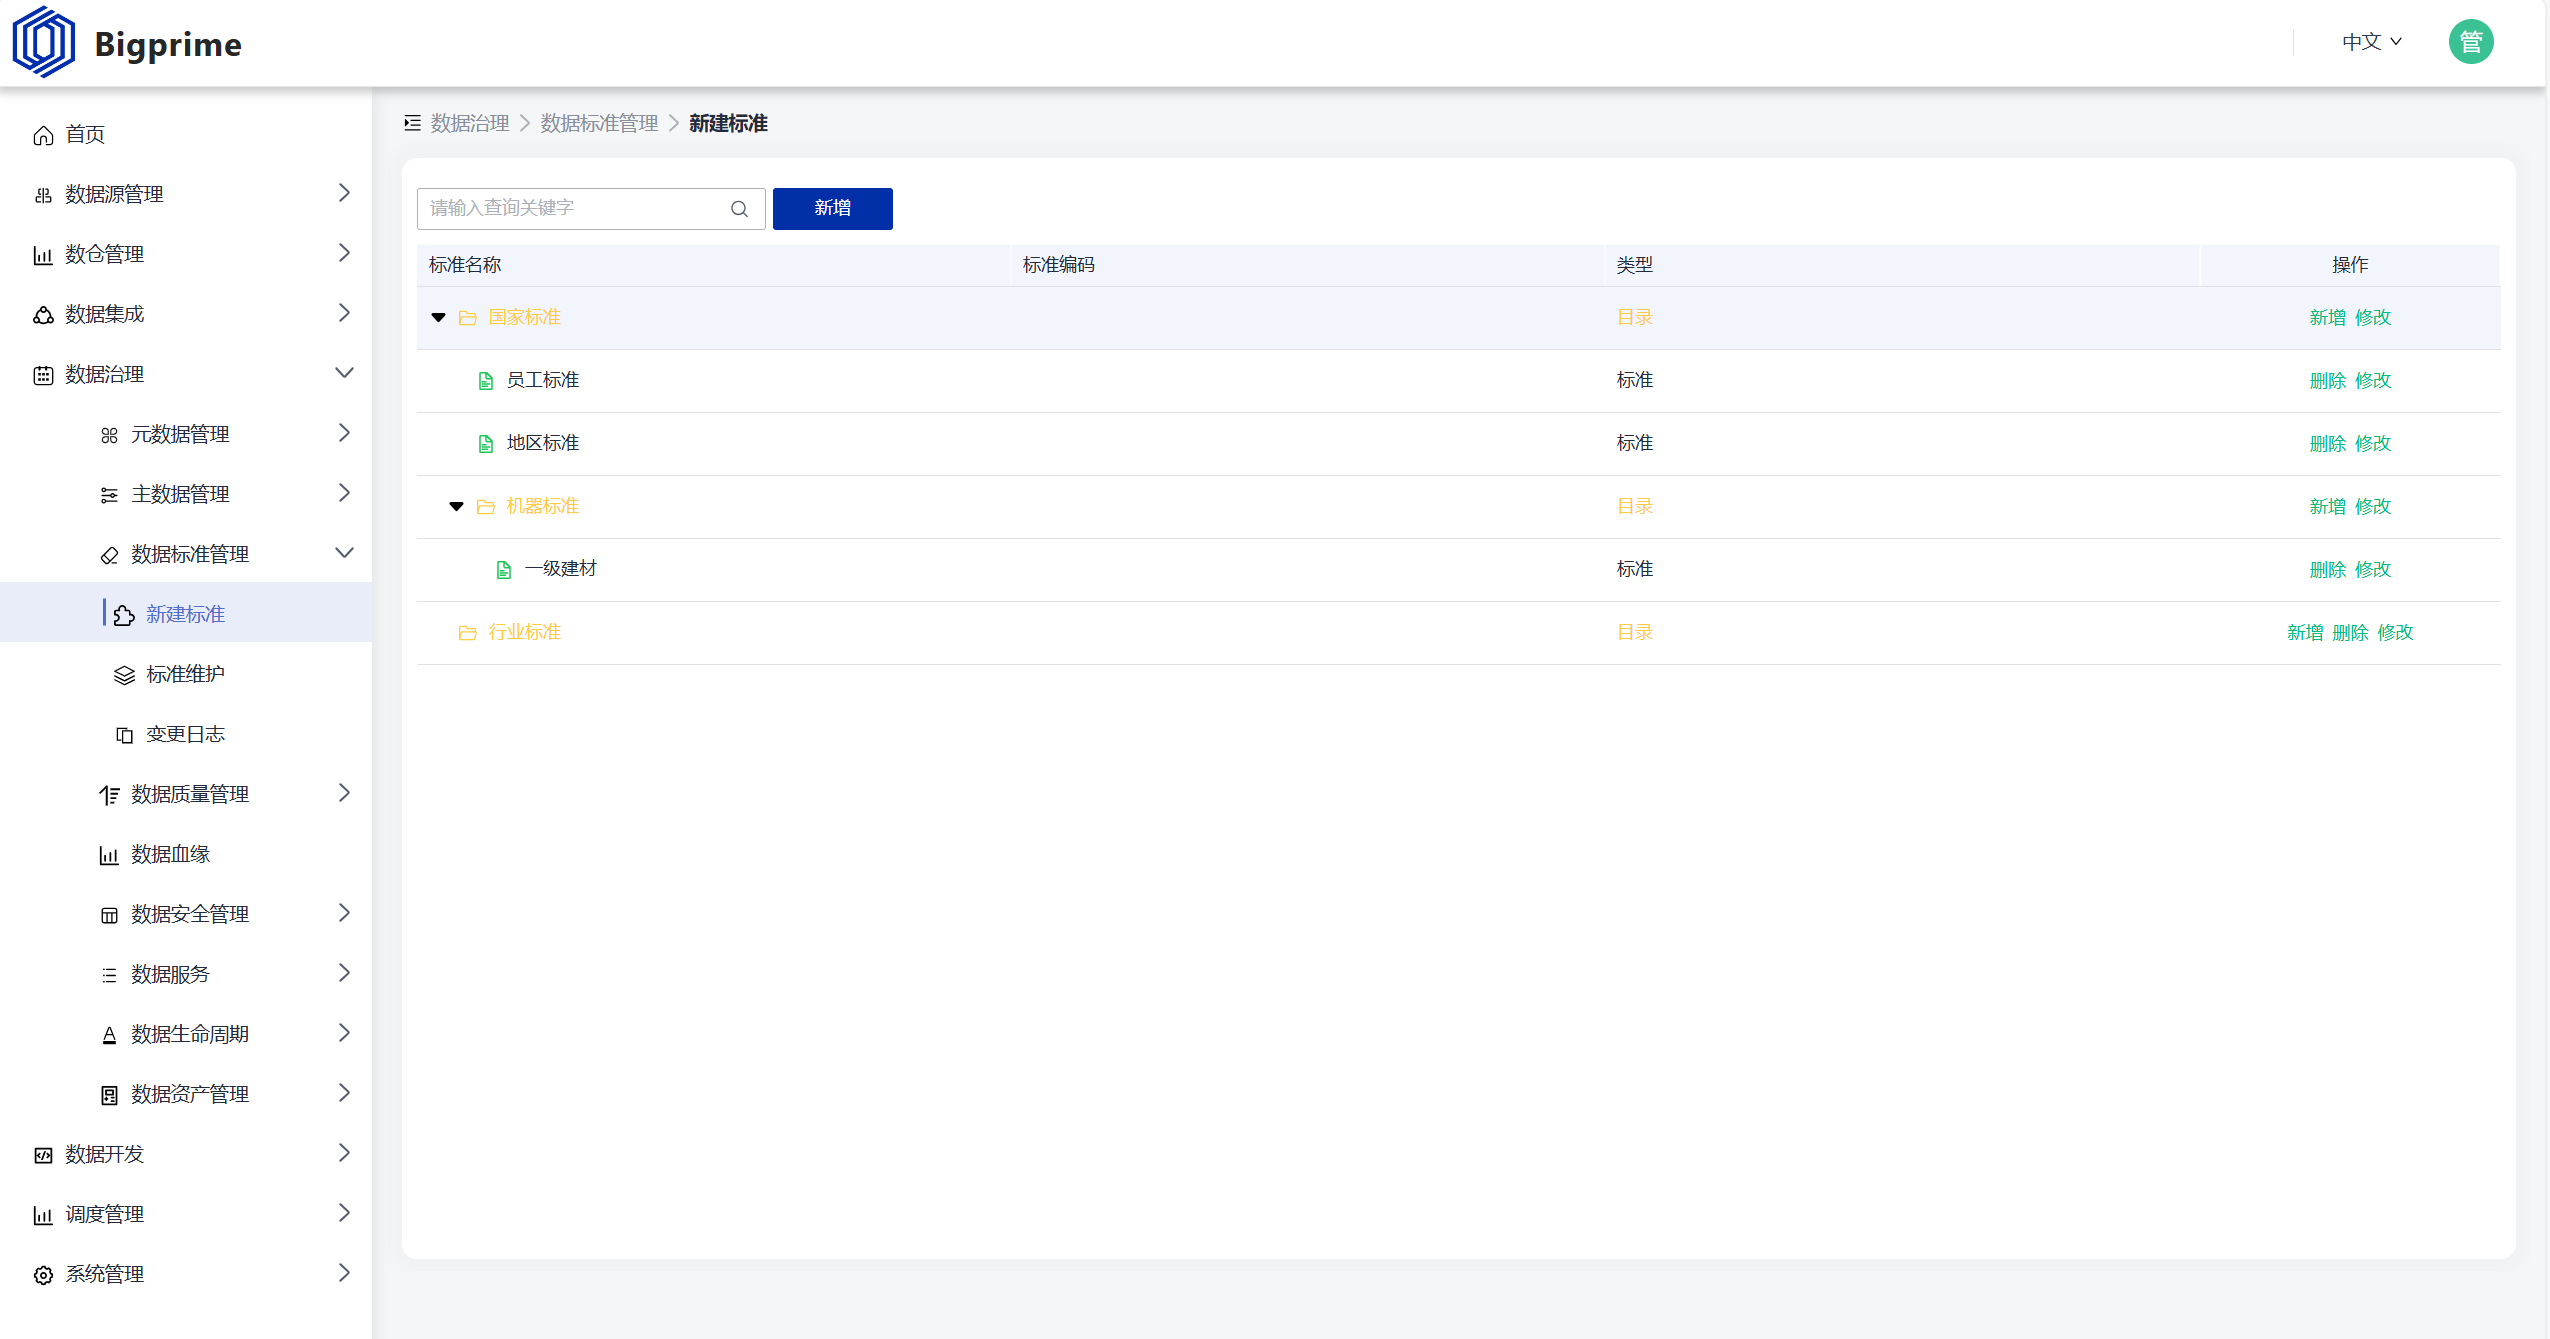 Bigprime
中文
管
首页
数据源管理
数仓管理
数据集成
数据治理
元数据管理
主数据管理
数据标准管理
新建标准
标准维护
变更日志
数据质量管理
数据血缘
数据安全管理
数据服务
数据生命周期
数据资产管理
数据开发
调度管理
系统管理
数据治理 > 数据标准管理 > 新建标准
请输入查询关键字 新增
标准名称 标准编码 类型 操作
国家标准 目录 新增 修改
员工标准 标准 删除 修改
地区标准 标准 删除 修改
机器标准 目录 新增 修改
一级建材 标准 删除 修改
行业标准 目录 新增 删除 修改